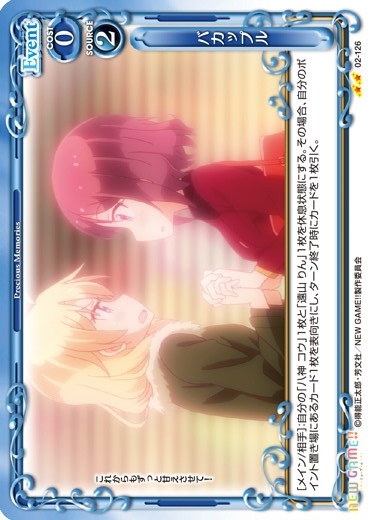 Event
COST
0
SOURCE
2
バカップル
Precious Memories
これからもずっと甘えさせて!
[メイン/相手]:自分の「八神 コウ」1枚と「遠山 りん」1枚を休息状態にする。その場合、自分のポ
イント置き場にあるカード1枚を表向きにし、ターン終了時にカードを1枚引く。
©得能正太郎・芳文社/NEW GAME!!製作委員会
02-126
NEW GAME!!